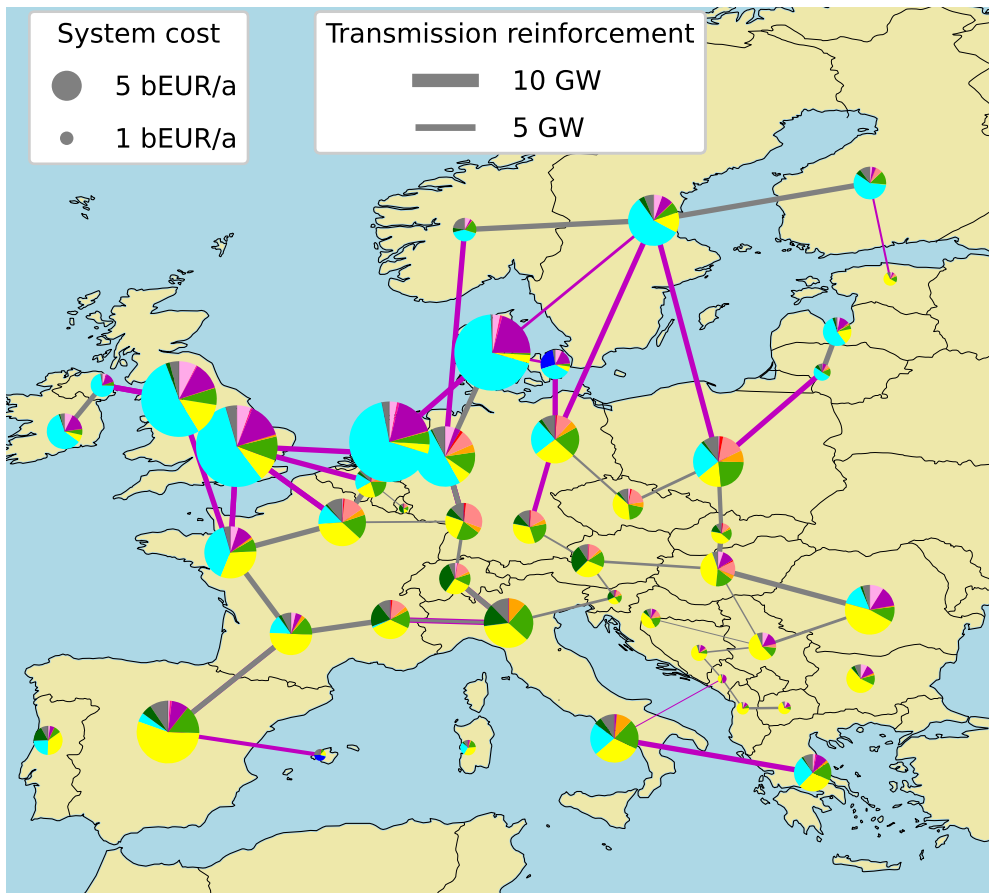 System cost
5 bEUR/a
1 bEUR/a
Transmission reinforcement
10 GW
5 GW